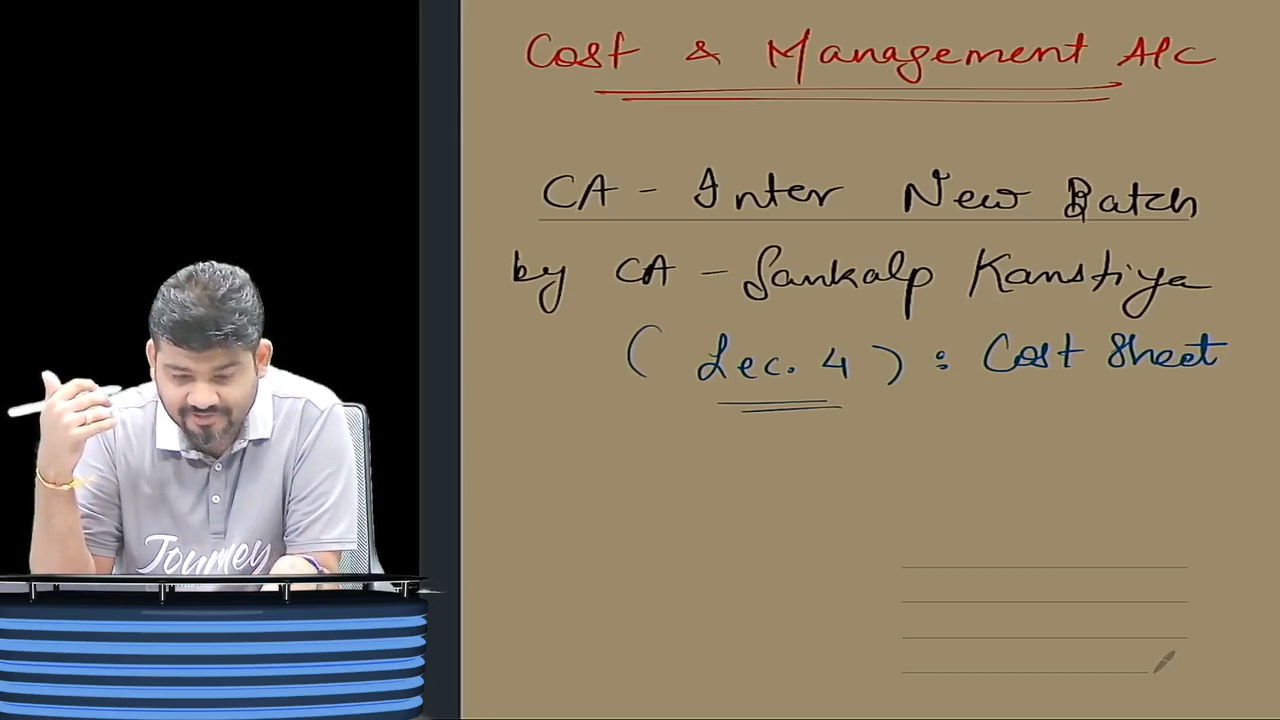 Cost & Management A/c
CA - Inter New Batch
by CA - Sankalp Kanstiya
( Lec. 4 ) : Cost Sheet
Journey